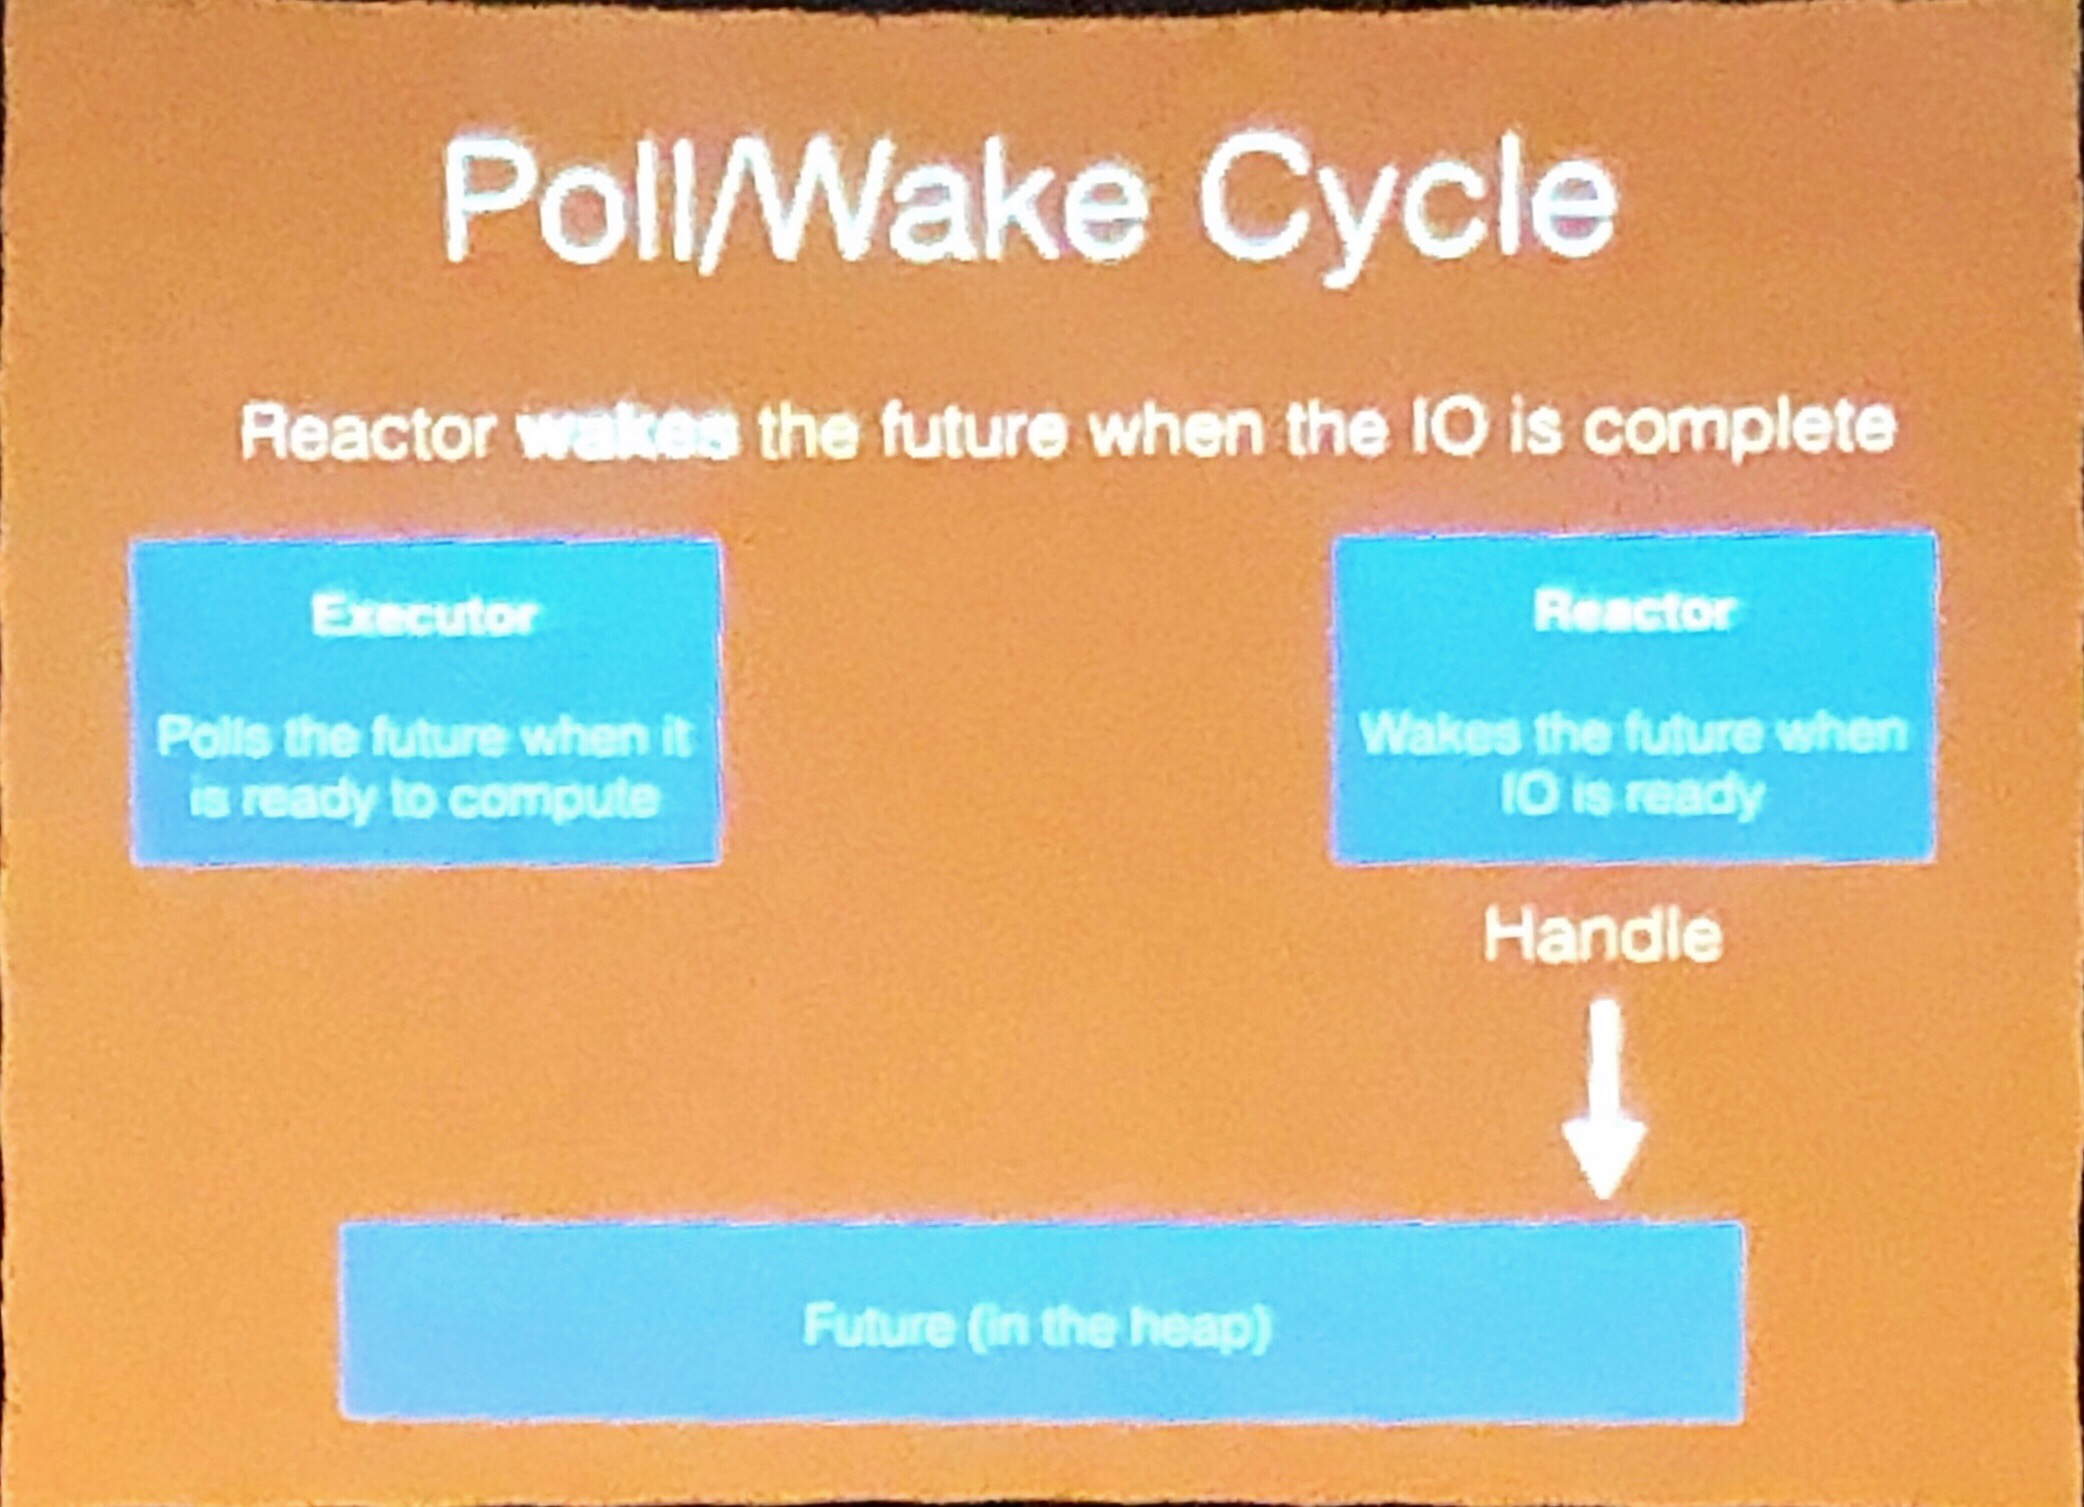 Poll/Wake Cycle
Reactor wakes the future when the IO is complete
Executor
Polls the future when it
is ready to compute
Reactor
Wakes the future when
IO is ready
Handle
Future (in the heap)